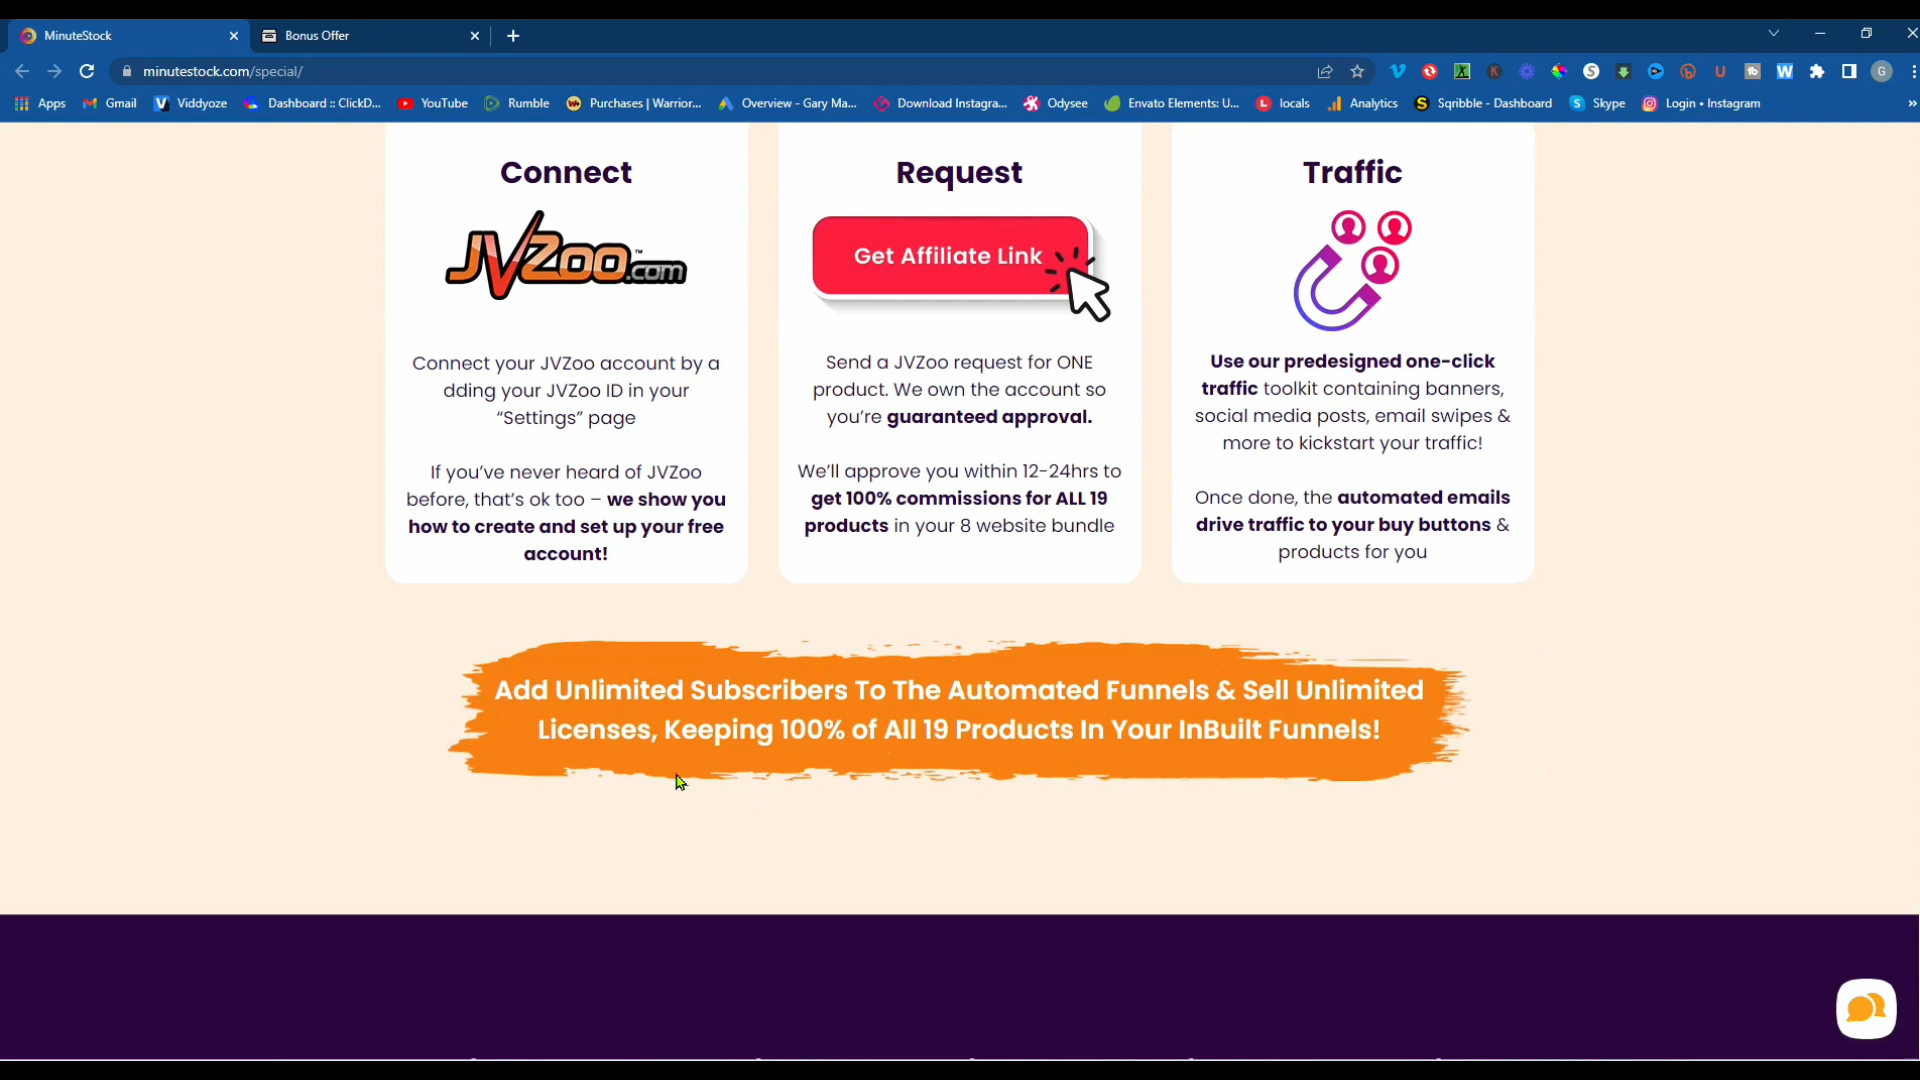 MinuteStock
Bonus Offer
minutestock.com/special/
G
Apps
Gmail
Viddyoze
Dashboard :: ClickD...
YouTube
Rumble
Purchases | Warrior...
Overview - Gary Ma...
Download Instagra...
Odysee
Envato Elements: U...
locals
Analytics
Sqribble - Dashboard
Skype
Login • Instagram
Connect
JVZoo.com™
Connect your JVZoo account by a
dding your JVZoo ID in your
“Settings” page
If you’ve never heard of JVZoo
before, that’s ok too – we show you
how to create and set up your free
account!
Request
Get Affiliate Link
Send a JVZoo request for ONE
product. We own the account so
you’re guaranteed approval.
We’ll approve you within 12-24hrs to
get 100% commissions for ALL 19
products in your 8 website bundle
Traffic
Use our predesigned one-click
traffic toolkit containing banners,
social media posts, email swipes &
more to kickstart your traffic!
Once done, the automated emails
drive traffic to your buy buttons &
products for you
Add Unlimited Subscribers To The Automated Funnels & Sell Unlimited
Licenses, Keeping 100% of All 19 Products In Your InBuilt Funnels!